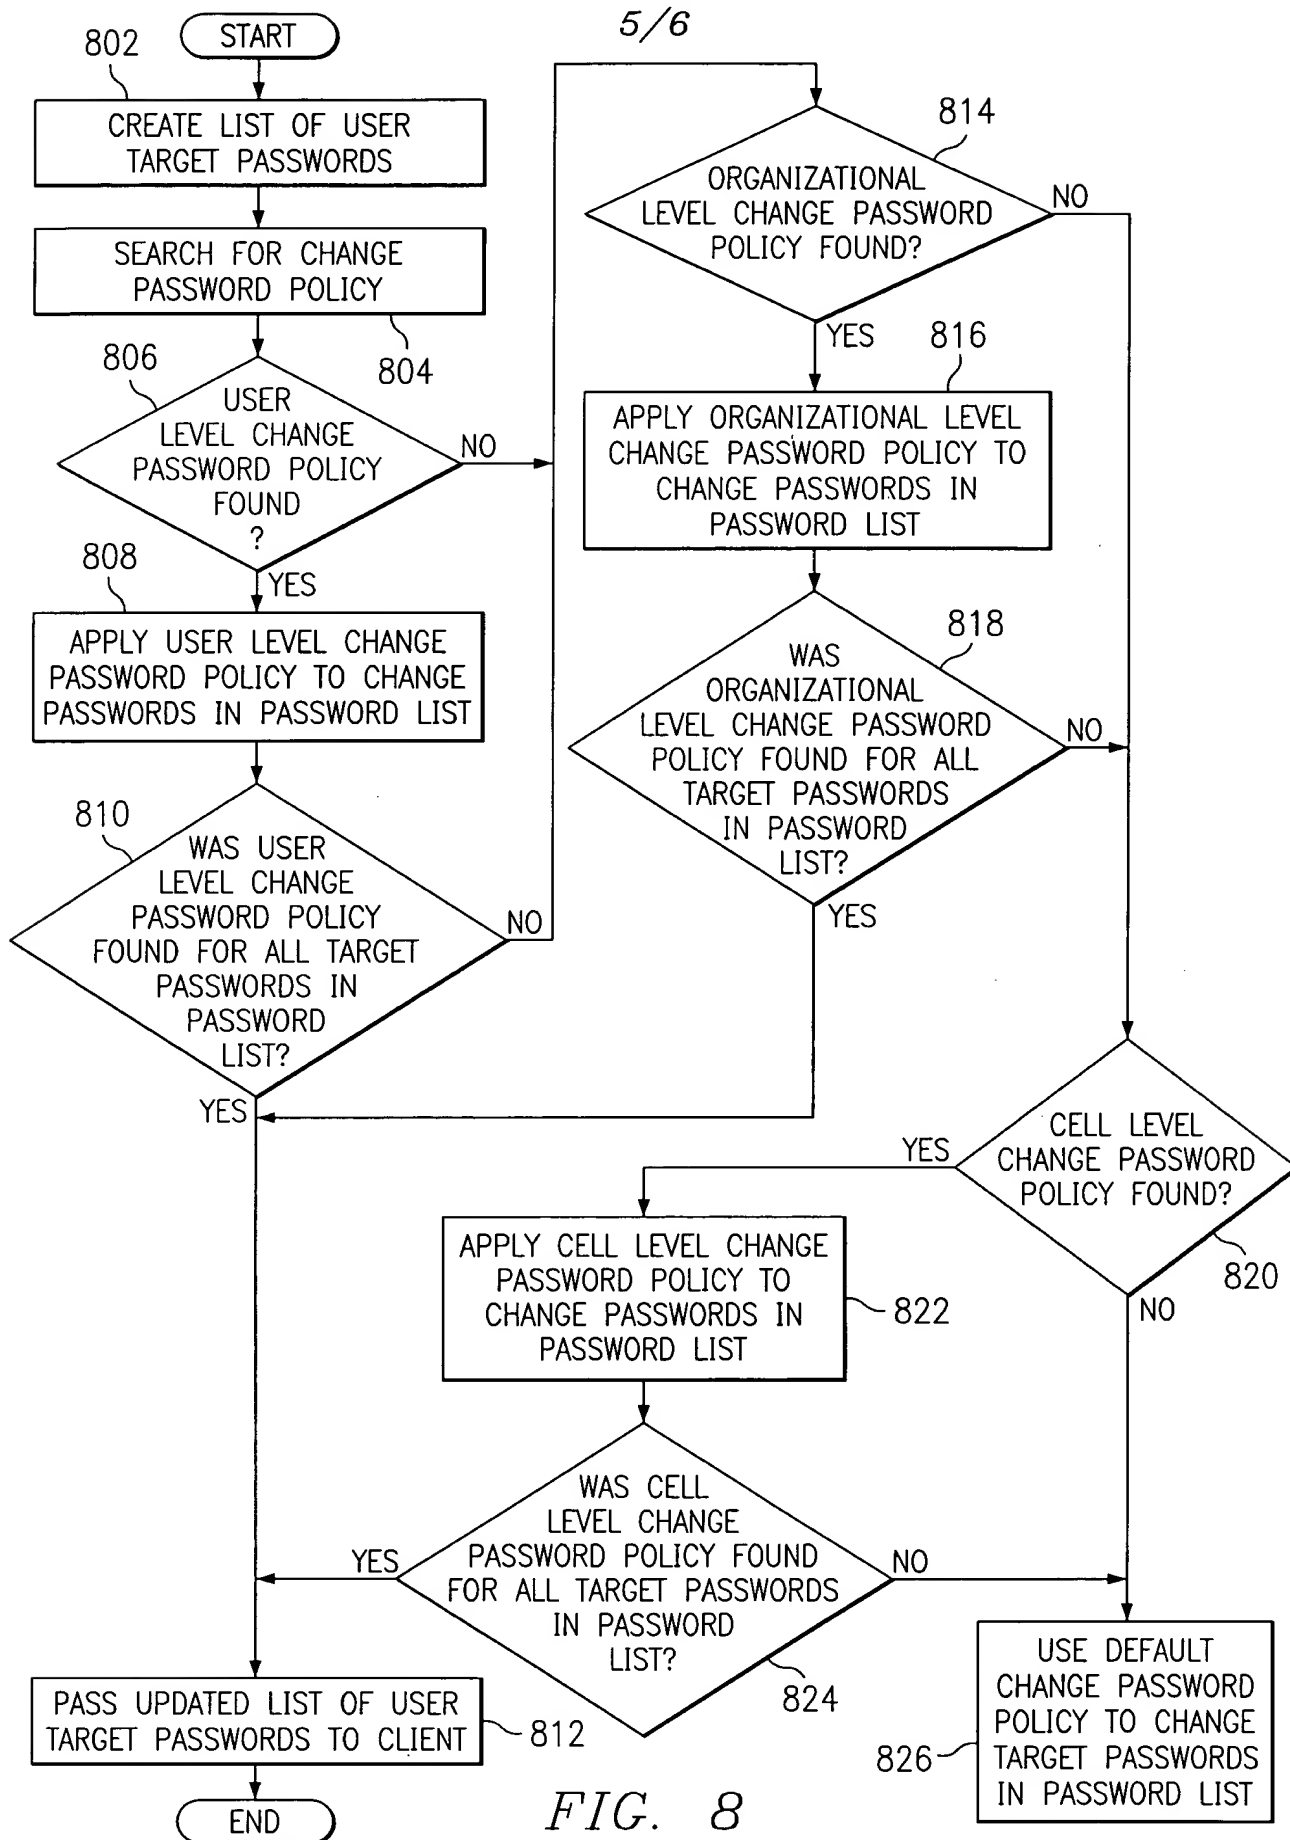 5/6
START
802
CREATE LIST OF USER
TARGET PASSWORDS
SEARCH FOR CHANGE
PASSWORD POLICY
804
806
USER
LEVEL CHANGE
PASSWORD POLICY
FOUND
?
NO
YES
808
APPLY USER LEVEL CHANGE
PASSWORD POLICY TO CHANGE
PASSWORDS IN PASSWORD LIST
810
WAS USER
LEVEL CHANGE
PASSWORD POLICY
FOUND FOR ALL TARGET
PASSWORDS IN
PASSWORD
LIST?
NO
YES
814
ORGANIZATIONAL
LEVEL CHANGE PASSWORD
POLICY FOUND?
NO
YES
816
APPLY ORGANIZATIONAL LEVEL
CHANGE PASSWORD POLICY TO
CHANGE PASSWORDS IN
PASSWORD LIST
818
WAS
ORGANIZATIONAL
LEVEL CHANGE PASSWORD
POLICY FOUND FOR ALL
TARGET PASSWORDS
IN PASSWORD
LIST?
NO
YES
CELL LEVEL
CHANGE PASSWORD
POLICY FOUND?
YES
820
NO
APPLY CELL LEVEL CHANGE
PASSWORD POLICY TO
CHANGE PASSWORDS IN
PASSWORD LIST
822
WAS CELL
LEVEL CHANGE
PASSWORD POLICY FOUND
FOR ALL TARGET PASSWORDS
IN PASSWORD
LIST?
YES
NO
824
USE DEFAULT
CHANGE PASSWORD
POLICY TO CHANGE
TARGET PASSWORDS
IN PASSWORD LIST
826
PASS UPDATED LIST OF USER
TARGET PASSWORDS TO CLIENT
812
END
FIG. 8